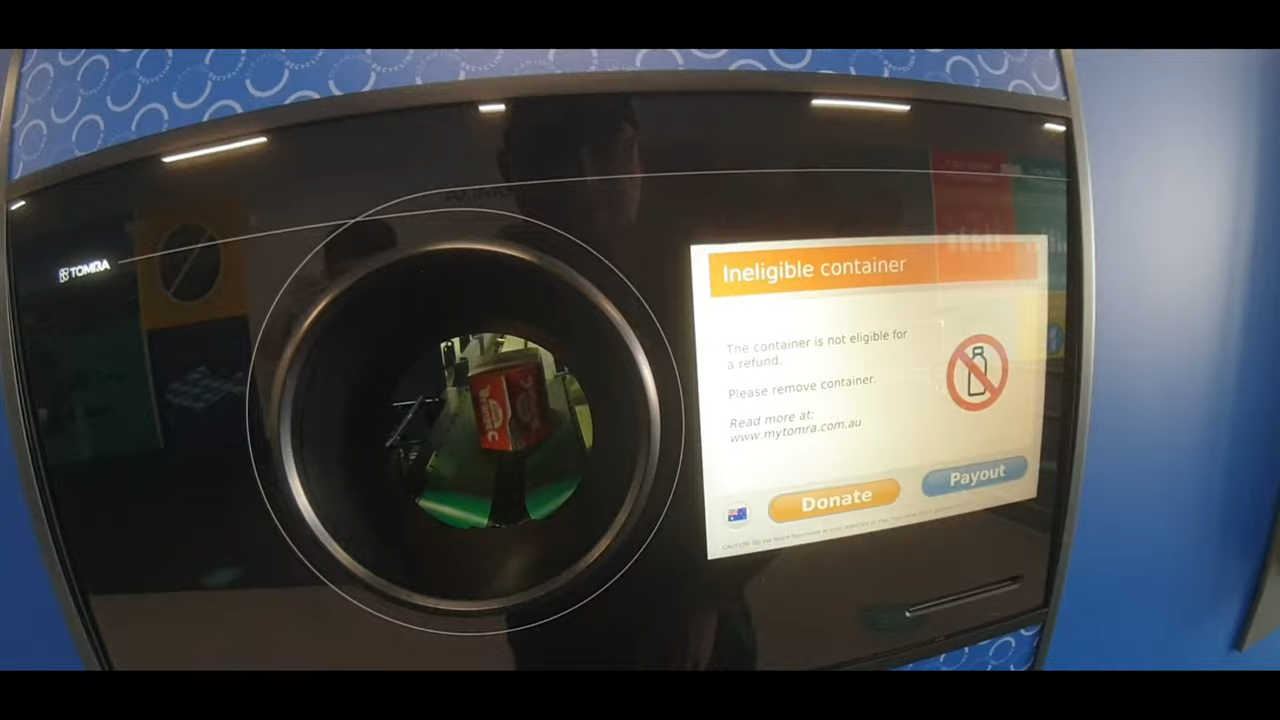 TOMRA
Ineligible container
The container is not eligible for
a refund.
Please remove container.
Read more at:
www.mytomra.com.au
Donate
Payout